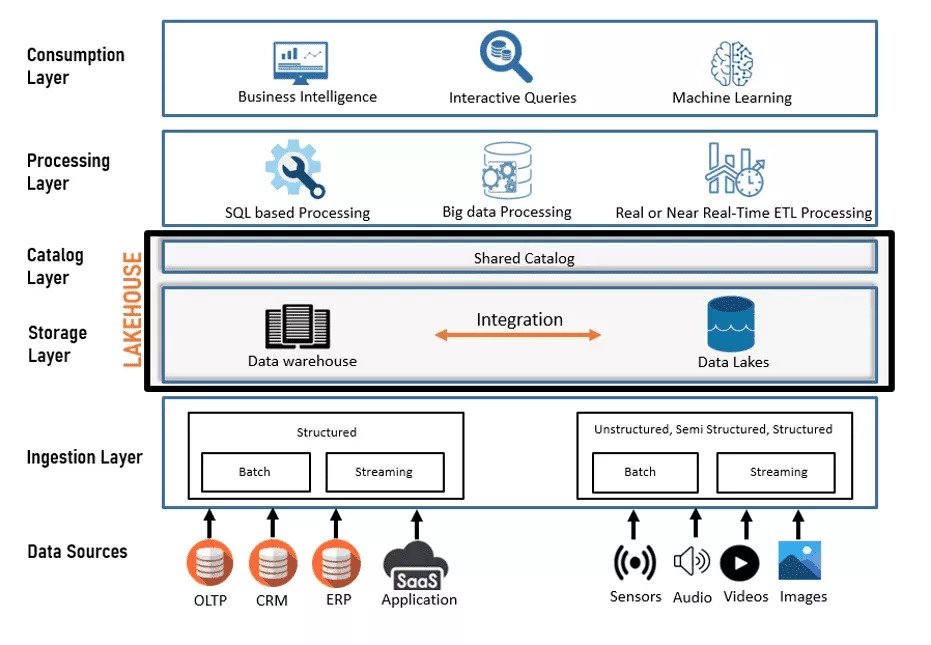 Consumption
Layer
Business Intelligence
Interactive Queries
Machine Learning
Processing
Layer
SQL based Processing
Big data Processing
Real or Near Real-Time ETL Processing
LAKEHOUSE
Catalog
Layer
Shared Catalog
Storage
Layer
Data warehouse
Integration
Data Lakes
Ingestion Layer
Structured
Batch
Streaming
Unstructured, Semi Structured, Structured
Batch
Streaming
Data Sources
OLTP
CRM
ERP
SaaS
Application
Sensors
Audio
Videos
Images